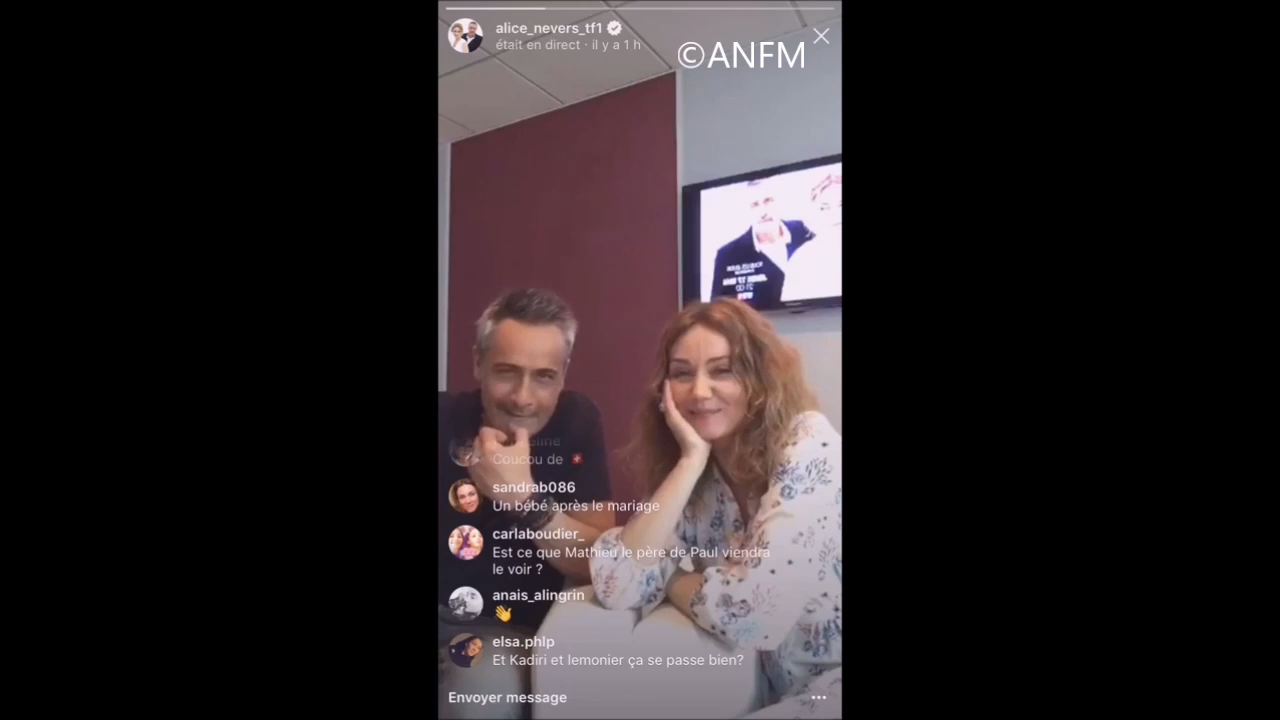 alice_nevers_tf1
était en direct · il y a 1 h
©ANFM
Coucou de 🇨🇭
sandrab086
Un bébé après le mariage
carlaboudier_
Est ce que Mathieu le père de Paul viendra
le voir ?
anais_alingrin
👋
elsa.phlp
Et Kadiri et lemonier ça se passe bien?
Envoyer message